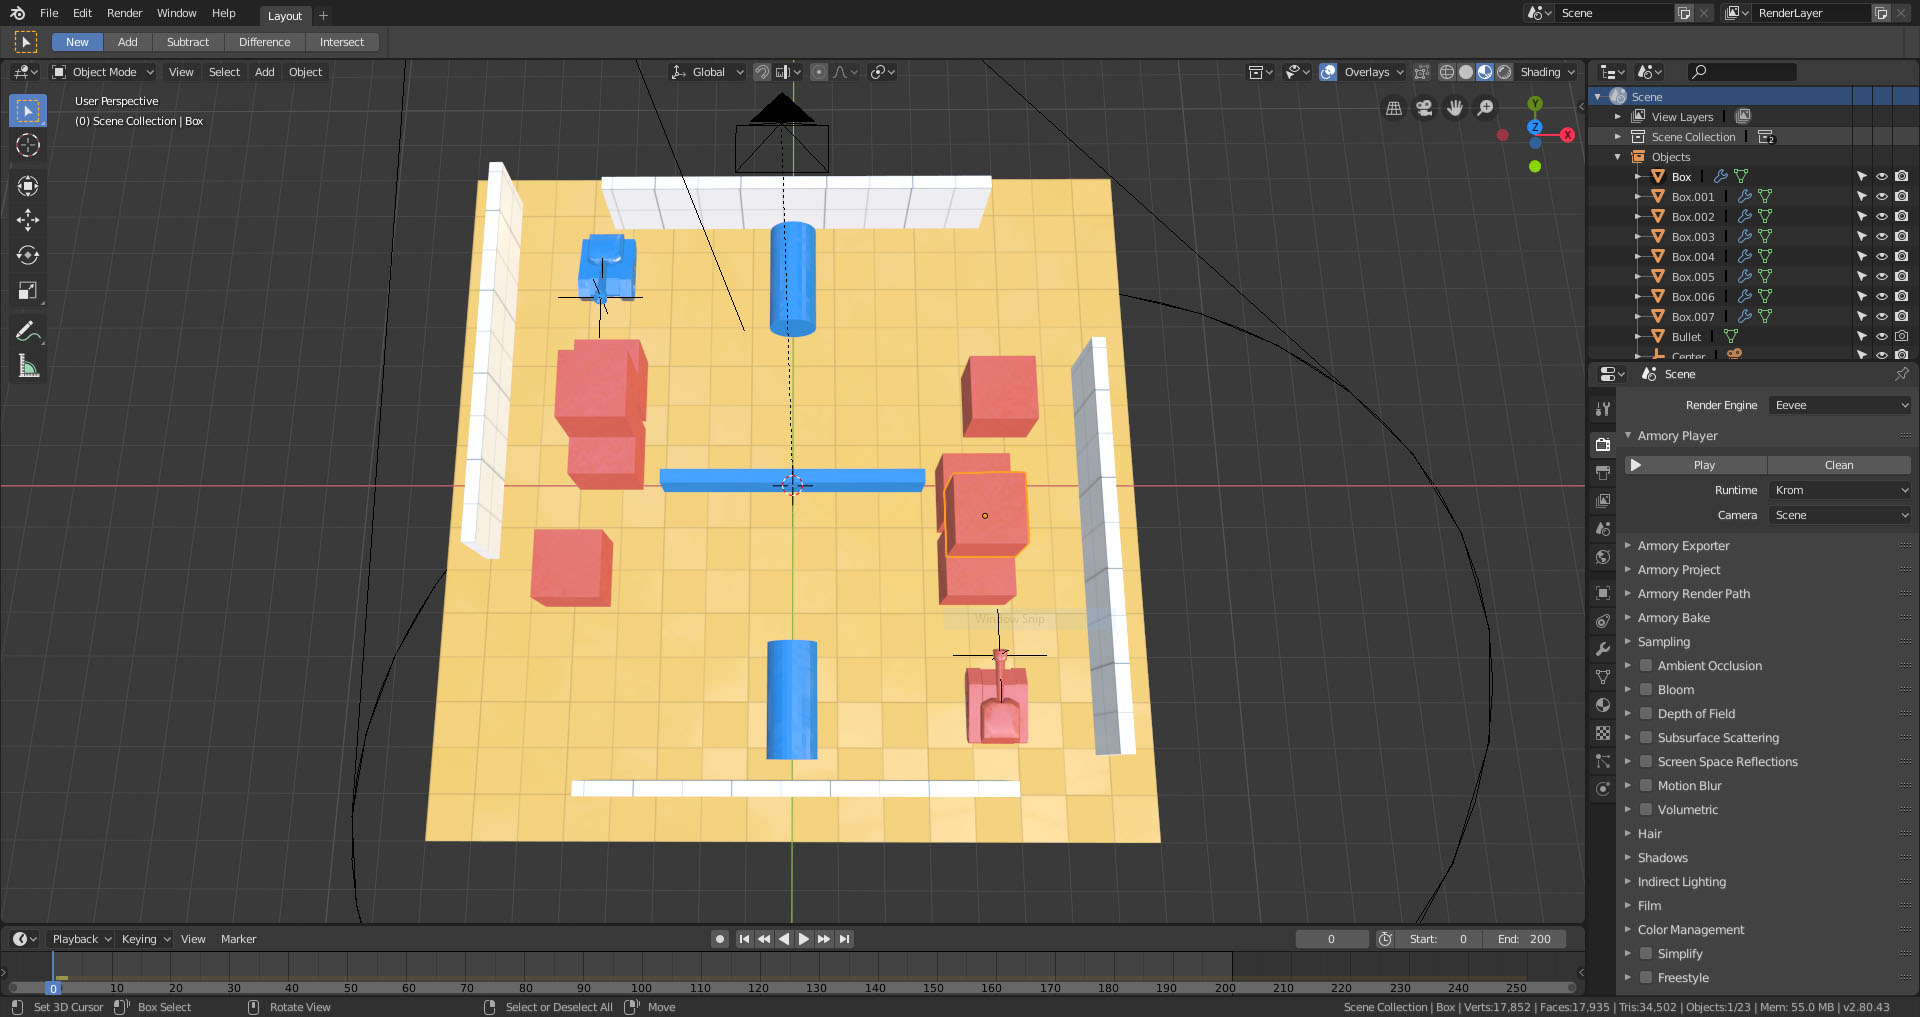 File Edit Render Window Help Layout + Scene RenderLayer
New Add Subtract Difference Intersect
Object Mode View Select Add Object Global Overlays Shading
User Perspective
(0) Scene Collection | Box
Y
Z
X
Window Snip
Scene
View Layers
Scene Collection 2
Objects
Box
Box.001
Box.002
Box.003
Box.004
Box.005
Box.006
Box.007
Bullet
Center
Scene
Render Engine Eevee
Armory Player
Play Clean
Runtime Krom
Camera Scene
Armory Exporter
Armory Project
Armory Render Path
Armory Bake
Sampling
Ambient Occlusion
Bloom
Depth of Field
Subsurface Scattering
Screen Space Reflections
Motion Blur
Volumetric
Hair
Shadows
Indirect Lighting
Film
Color Management
Simplify
Freestyle
Playback Keying View Marker 0 Start: 0 End: 200
0 10 20 30 40 50 60 70 80 90 100 110 120 130 140 150 160 170 180 190 200 210 220 230 240 250
Set 3D Cursor Box Select Rotate View Select or Deselect All Move Scene Collection | Box | Verts:17,852 | Faces:17,935 | Tris:34,502 | Objects:1/23 | Mem: 55.0 MB | v2.80.43